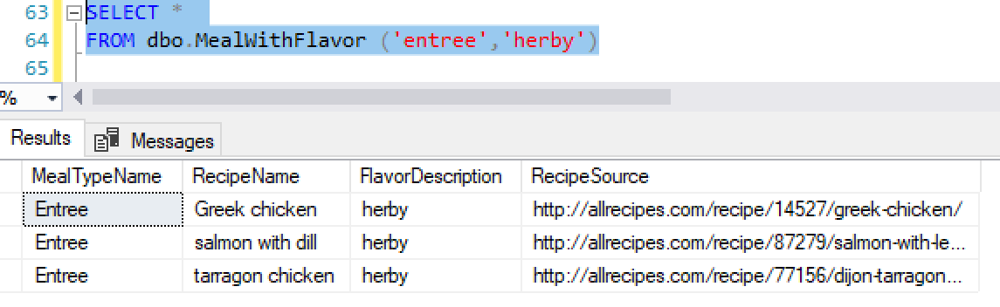 63 SELECT *
64 FROM dbo.MealWithFlavor ('entree','herby')
65
%
Results Messages
MealTypeName RecipeName FlavorDescription RecipeSource
Entree Greek chicken herby http://allrecipes.com/recipe/14527/greek-chicken/
Entree salmon with dill herby http://allrecipes.com/recipe/87279/salmon-with-le...
Entree tarragon chicken herby http://allrecipes.com/recipe/77156/dijon-tarragon...